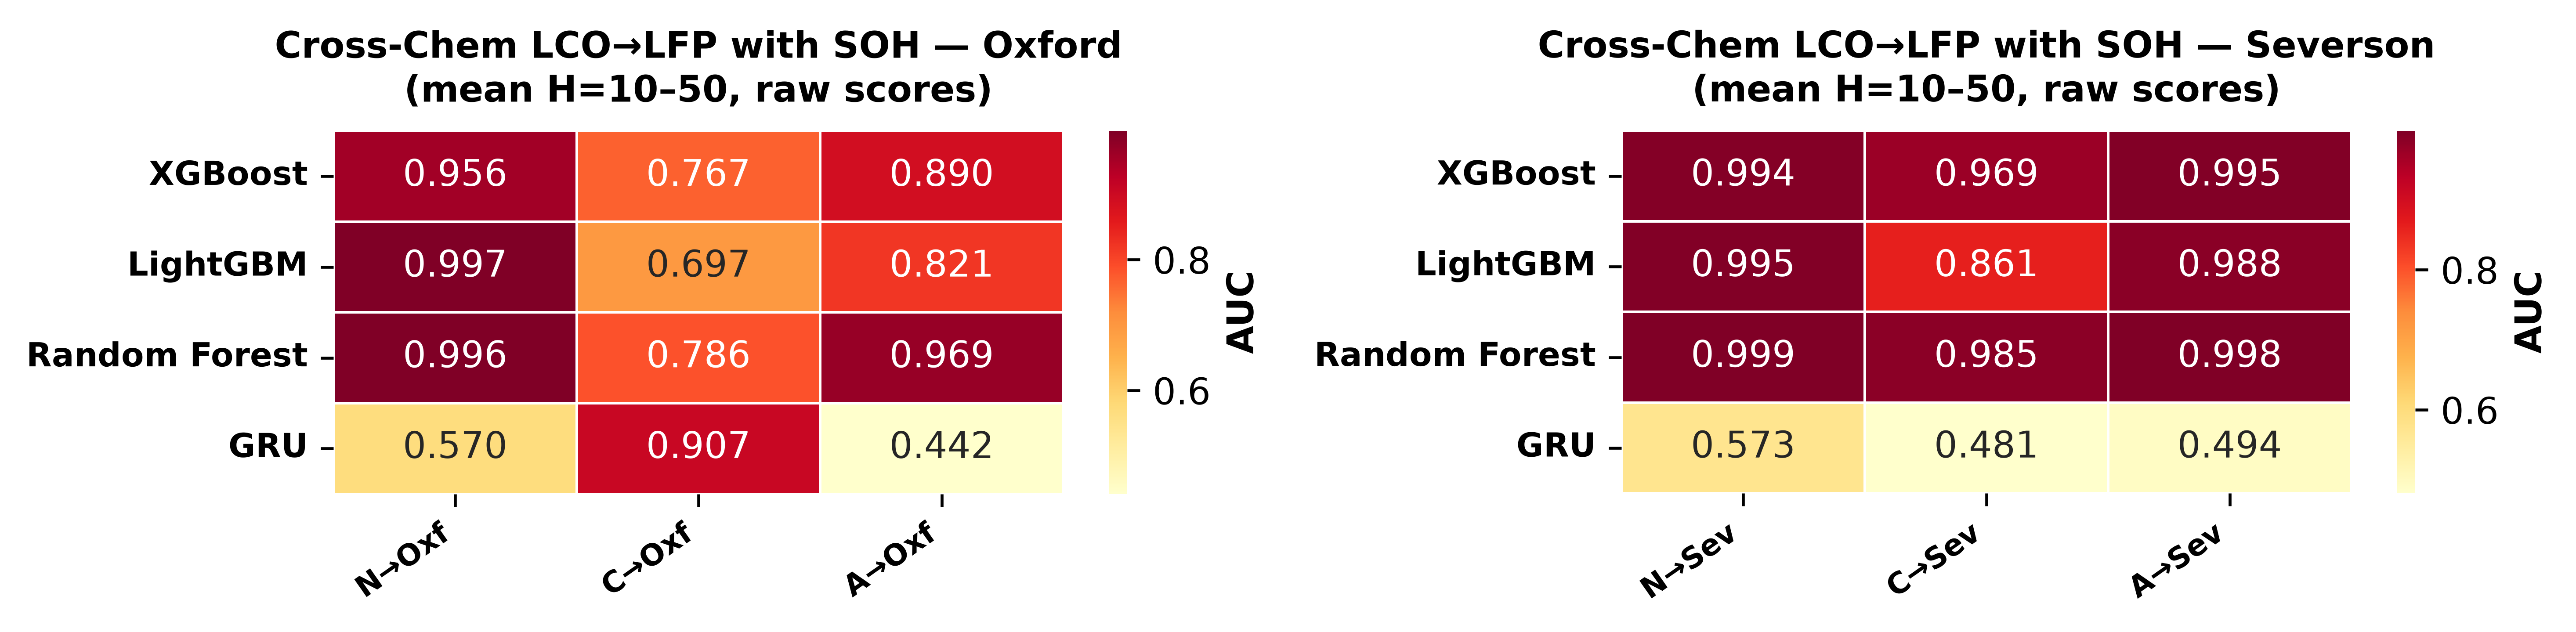 Cross-Chem LCO→LFP with SOH — Oxford
(mean H=10–50, raw scores)
XGBoost 0.956 0.767 0.890
LightGBM 0.997 0.697 0.821
Random Forest 0.996 0.786 0.969
GRU 0.570 0.907 0.442
N→Oxf C→Oxf A→Oxf
0.8
0.6
AUC
Cross-Chem LCO→LFP with SOH — Severson
(mean H=10–50, raw scores)
XGBoost 0.994 0.969 0.995
LightGBM 0.995 0.861 0.988
Random Forest 0.999 0.985 0.998
GRU 0.573 0.481 0.494
N→Sev C→Sev A→Sev
0.8
0.6
AUC